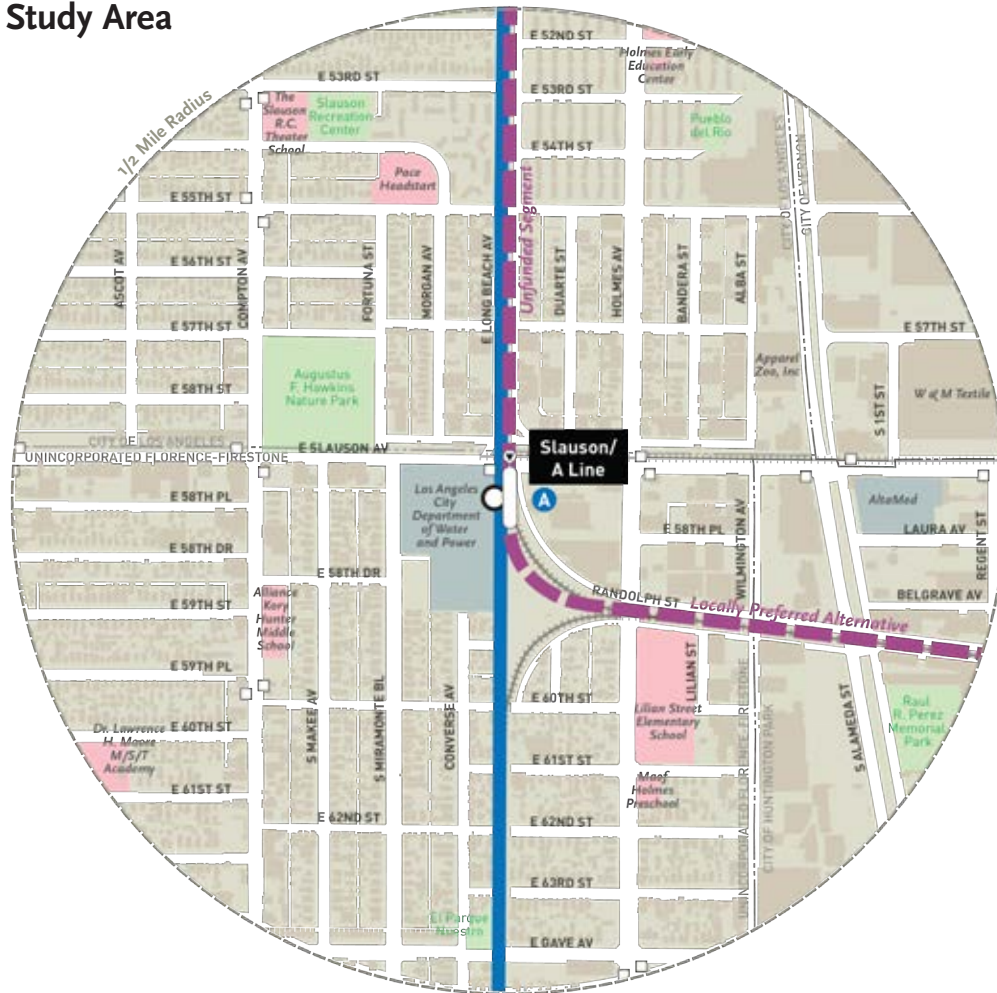 Study Area
1/2 Mile Radius
E 52ND ST
Holmes Early
Education
Center
E 53RD ST
E 53RD ST
The
Slauson
R.C.
Theater
School
Slauson
Recreation
Center
Pueblo
del Rio
E 54TH ST
Pace
Headstart
E 55TH ST
Unfunded Segment
CITY OF LOS ANGELES
CITY OF VERNON
E 56TH ST
ASCOT AV
COMPTON AV
FORTUNA ST
MORGAN AV
E LONG BEACH AV
DUARTE ST
HOLMES AV
BANDERA ST
ALBA ST
E 57TH ST
E 57TH ST
Augustus
F. Hawkins
Nature Park
Apparel
Zoo, Inc
E 58TH ST
S 1ST ST
W & M Textile
CITY OF LOS ANGELES
E SLAUSON AV
UNINCORPORATED FLORENCE-FIRESTONE
Slauson/
A Line
A
E 58TH PL
Los Angeles
City
Department
of Water
and Power
AltaMed
E 58TH PL
WILMINGTON AV
LAURA AV
REGENT ST
E 58TH DR
E 58TH DR
RANDOLPH ST
Locally Preferred Alternative
BELGRAVE AV
E 59TH ST
Alliance
Kory
Hunter
Middle
School
E 59TH PL
LILIAN ST
S MAKEE AV
S MIRAMONTE BL
CONVERSE AV
E 60TH ST
E 60TH ST
Lilian Street
Elementary
School
S ALAMEDA ST
Raul
R. Perez
Memorial
Park
Dr. Lawrence
H. Moore
M/S/T
Academy
E 61ST ST
E 61ST ST
Maof
Holmes
Preschool
UNINCORPORATED FLORENCE-FIRESTONE
CITY OF HUNTINGTON PARK
E 62ND ST
E 62ND ST
E 63RD ST
El Parque
Nuestro
E GAVE AV